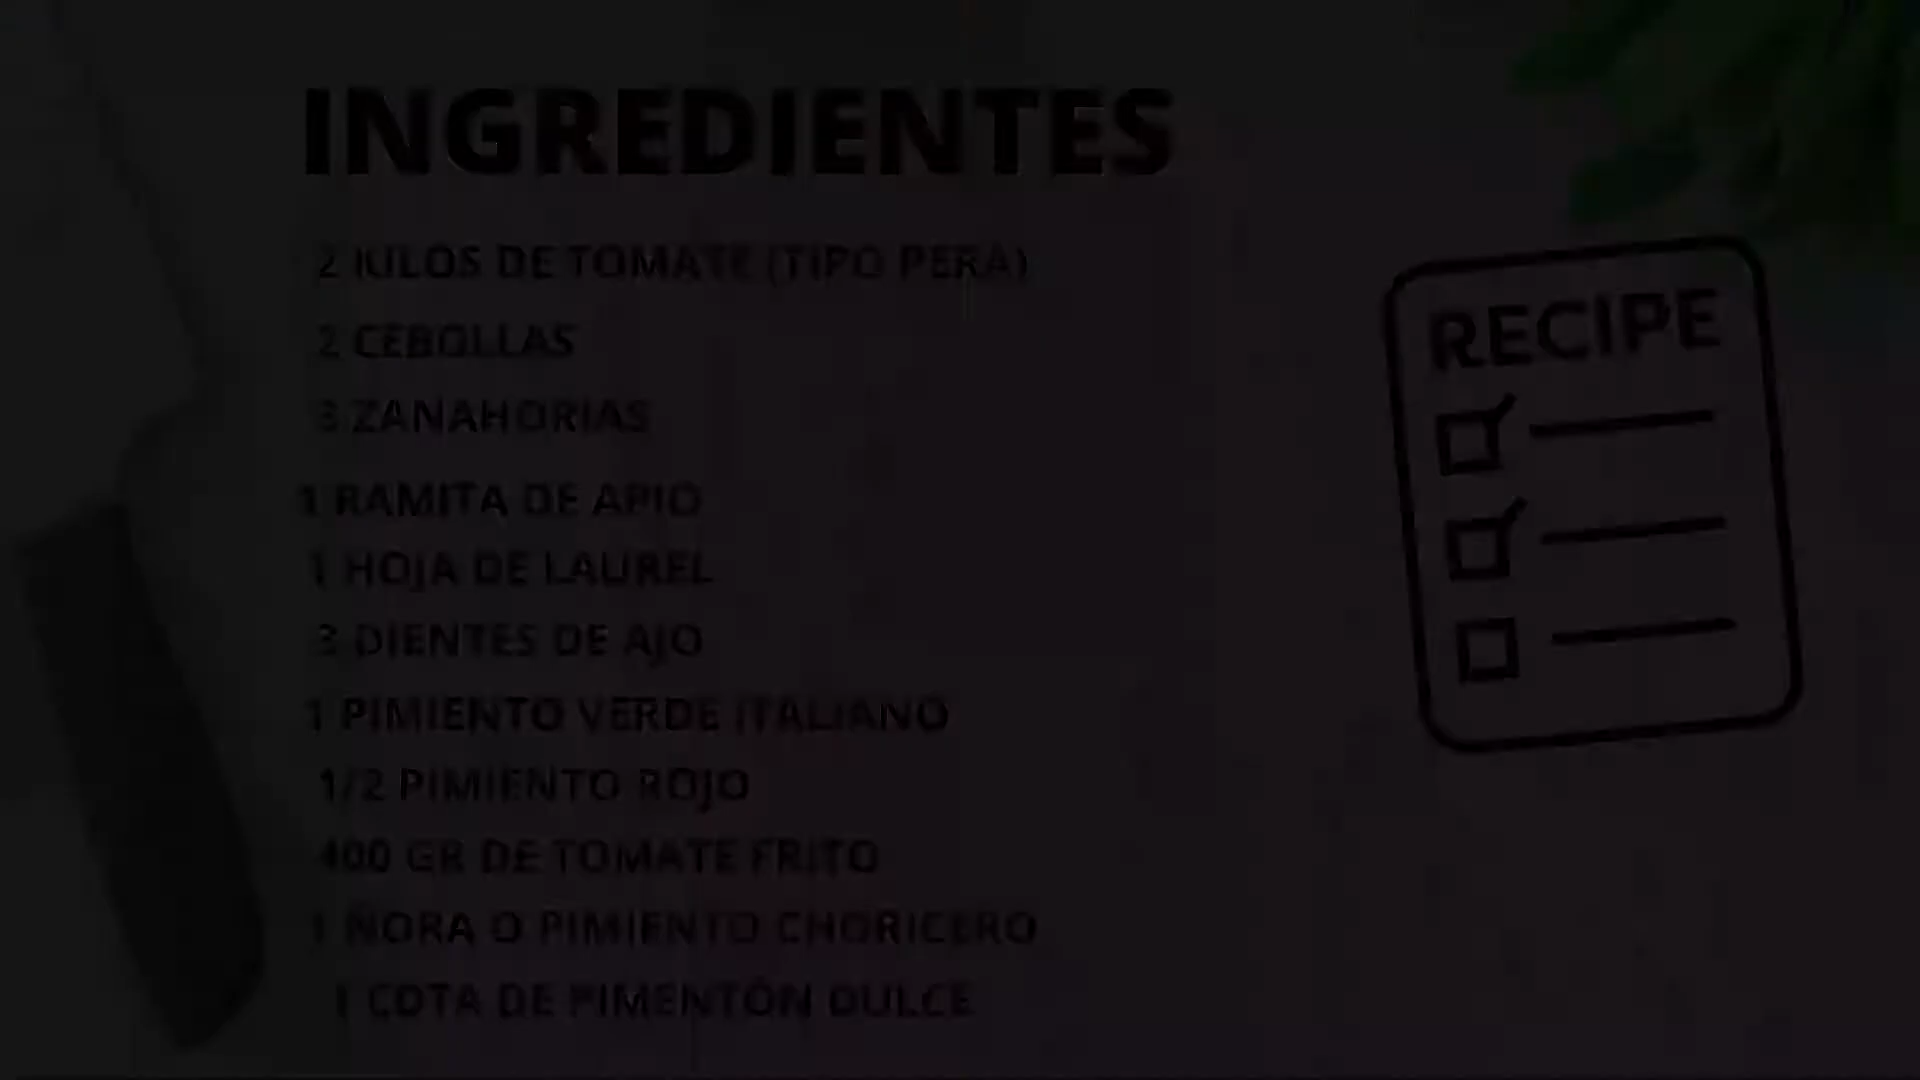 INGREDIENTES
2 KILOS DE TOMATE (TIPO PERA)
2 CEBOLLAS
3 ZANAHORIAS
1 RAMITA DE APIO
1 HOJA DE LAUREL
3 DIENTES DE AJO
1 PIMIENTO VERDE ITALIANO
1/2 PIMIENTO ROJO
400 GR DE TOMATE FRITO
1 ÑORA O PIMIENTO CHORICERO
1 CDTA DE PIMENTÓN DULCE
RECIPE